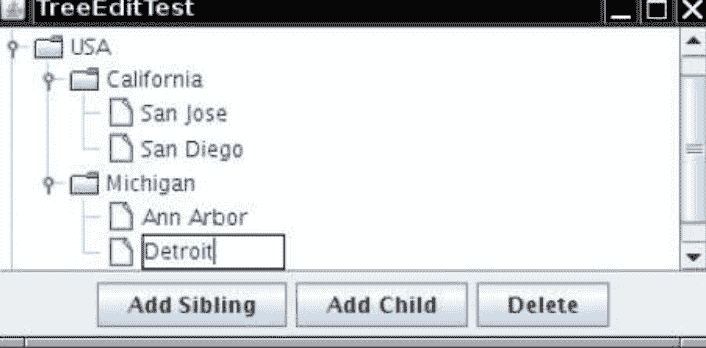 TreeEditTest
USA
California
San Jose
San Diego
Michigan
Ann Arbor
Detroit
Add Sibling Add Child Delete